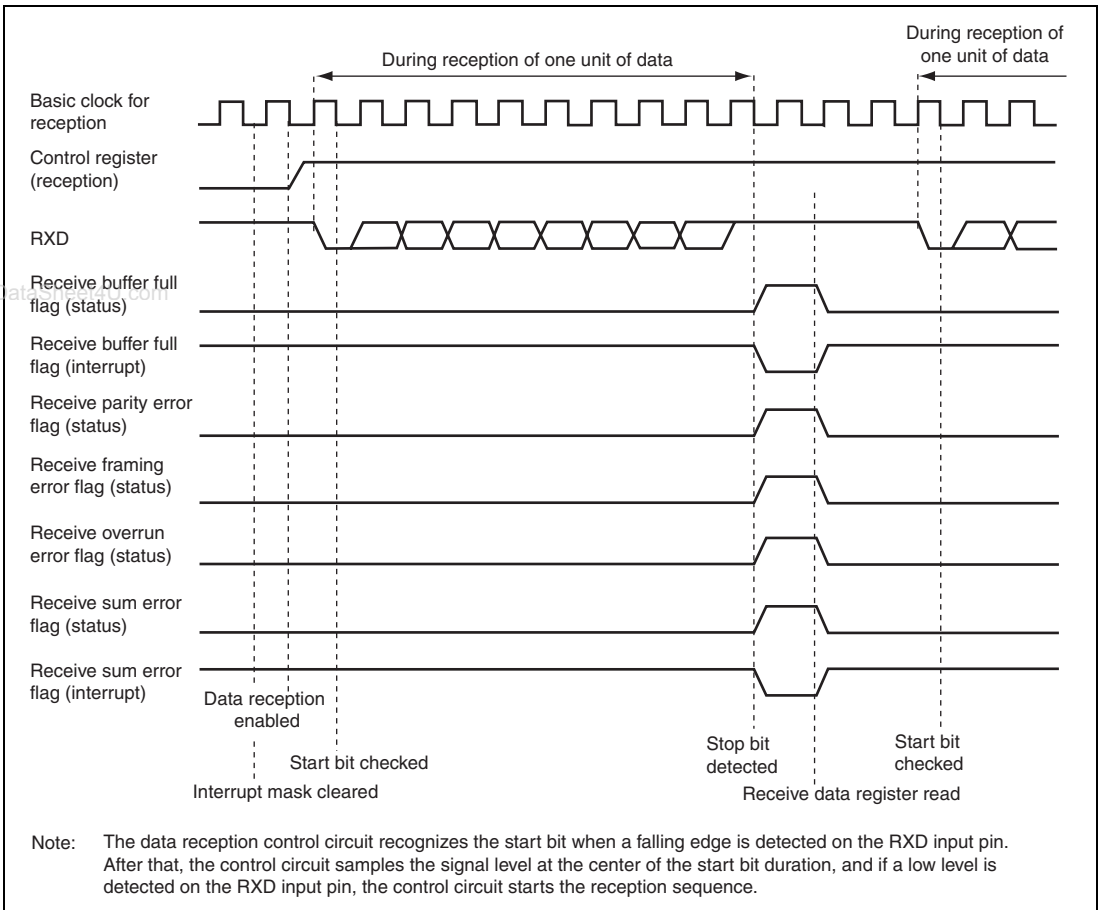 During reception of
one unit of data
During reception of one unit of data
Basic clock for
reception
Control register
(reception)
RXD
Receive buffer full
flag (status)
DataSheet4U.com
Receive buffer full
flag (interrupt)
Receive parity error
flag (status)
Receive framing
error flag (status)
Receive overrun
error flag (status)
Receive sum error
flag (status)
Receive sum error
flag (interrupt)
Data reception
enabled
Start bit checked
Interrupt mask cleared
Stop bit
detected
Receive data register read
Start bit
checked
Note: The data reception control circuit recognizes the start bit when a falling edge is detected on the RXD input pin.
After that, the control circuit samples the signal level at the center of the start bit duration, and if a low level is
detected on the RXD input pin, the control circuit starts the reception sequence.